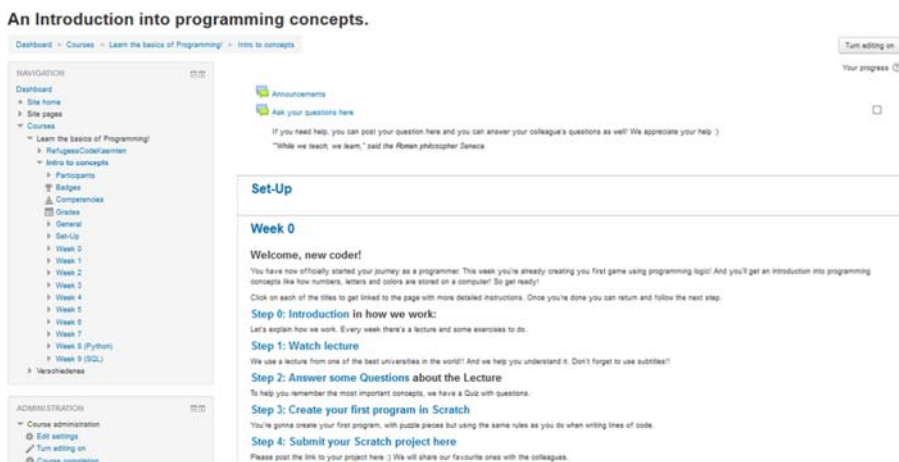 An Introduction into programming concepts.
Dashboard > Courses > Learn the basics of Programming! > Intro to concepts
Turn editing on
Your progress
NAVIGATION
Dashboard
Site home
Site pages
Courses
Learn the basics of Programming!
RefugeesCodeKaernten
Intro to concepts
Participants
Badges
Competencies
Grades
General
Set-Up
Week 0
Week 1
Week 2
Week 3
Week 4
Week 5
Week 6
Week 7
Week 8 (Python)
Week 9 (SQL)
Verschiedenes
ADMINISTRATION
Course administration
Edit settings
Turn editing on
Course completion
Announcements
Ask your questions here
If you need help, you can post your question here and you can answer your colleague's questions as well! We appreciate your help :)
"While we teach, we learn," said the Roman philosopher Seneca
Set-Up
Week 0
Welcome, new coder!
You have now officially started your journey as a programmer. This week you're already creating you first game using programming logic! And you'll get an introduction into programming
concepts like how numbers, letters and colors are stored on a computer! So get ready!
Click on each of the titles to get linked to the page with more detailed instructions. Once you're done you can return and follow the next step.
Step 0: Introduction in how we work:
Let's explain how we work. Every week there's a lecture and some exercises to do.
Step 1: Watch lecture
We use a lecture from one of the best universities in the world!! And we help you understand it. Don't forget to use subtitles!!
Step 2: Answer some Questions about the Lecture
To help you remember the most important concepts, we have a Quiz with questions.
Step 3: Create your first program in Scratch
You're gonna create your first program, with puzzle pieces but using the same rules as you do when writing lines of code.
Step 4: Submit your Scratch project here
Please post the link to your project here :) We will share our favourite ones with the colleagues.